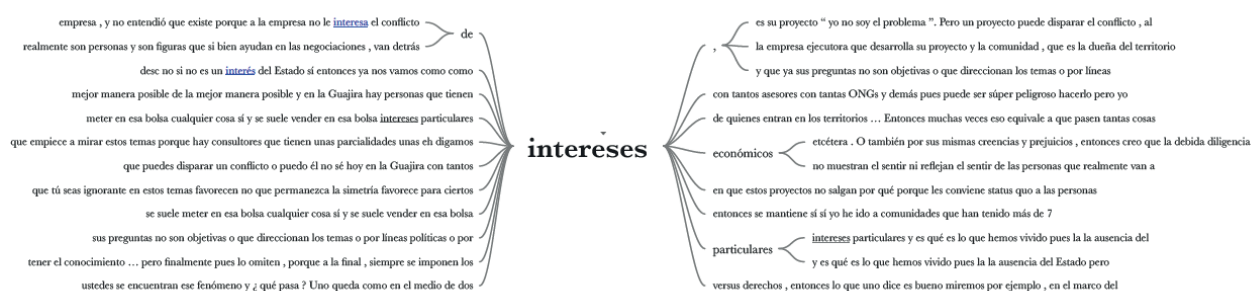 empresa , y no entendió que existe porque a la empresa no le interesa el conflicto
realmente son personas y son figuras que si bien ayudan en las negociaciones , van detrás
de
desc no si no es un interés del Estado sí entonces ya nos vamos como como
mejor manera posible de la mejor manera posible y en la Guajira hay personas que tienen
meter en esa bolsa cualquier cosa sí y se suele vender en esa bolsa intereses particulares
que empiece a mirar estos temas porque hay consultores que tienen unas parcialidades unas eh digamos
que puedes disparar un conflicto o puedo él no sé hoy en la Guajira con tantos
que tú seas ignorante en estos temas favorecen no que permanezca la simetría favorece para ciertos
se suele meter en esa bolsa cualquier cosa sí y se suele vender en esa bolsa
sus preguntas no son objetivas o que direccionan los temas o por líneas políticas o por
tener el conocimiento … pero finalmente pues lo omiten , porque a la final , siempre se imponen los
ustedes se encuentran ese fenómeno y ¿ qué pasa ? Uno queda como en el medio de dos
intereses
,
es su proyecto “ yo no soy el problema ”. Pero un proyecto puede disparar el conflicto , al
la empresa ejecutora que desarrolla su proyecto y la comunidad , que es la dueña del territorio
y que ya sus preguntas no son objetivas o que direccionan los temas o por líneas
con tantos asesores con tantas ONGs y demás pues puede ser súper peligroso hacerlo pero yo
de quienes entran en los territorios … Entonces muchas veces eso equivale a que pasen tantas cosas
económicos
etcétera . O también por sus mismas creencias y prejuicios , entonces creo que la debida diligencia
no muestran el sentir ni reflejan el sentir de las personas que realmente van a
en que estos proyectos no salgan por qué porque les conviene status quo a las personas
entonces se mantiene sí sí yo he ido a comunidades que han tenido más de 7
particulares
intereses particulares y es qué es lo que hemos vivido pues la la ausencia del
y es qué es lo que hemos vivido pues la la ausencia del Estado pero
versus derechos , entonces lo que uno dice es bueno miremos por ejemplo , en el marco del